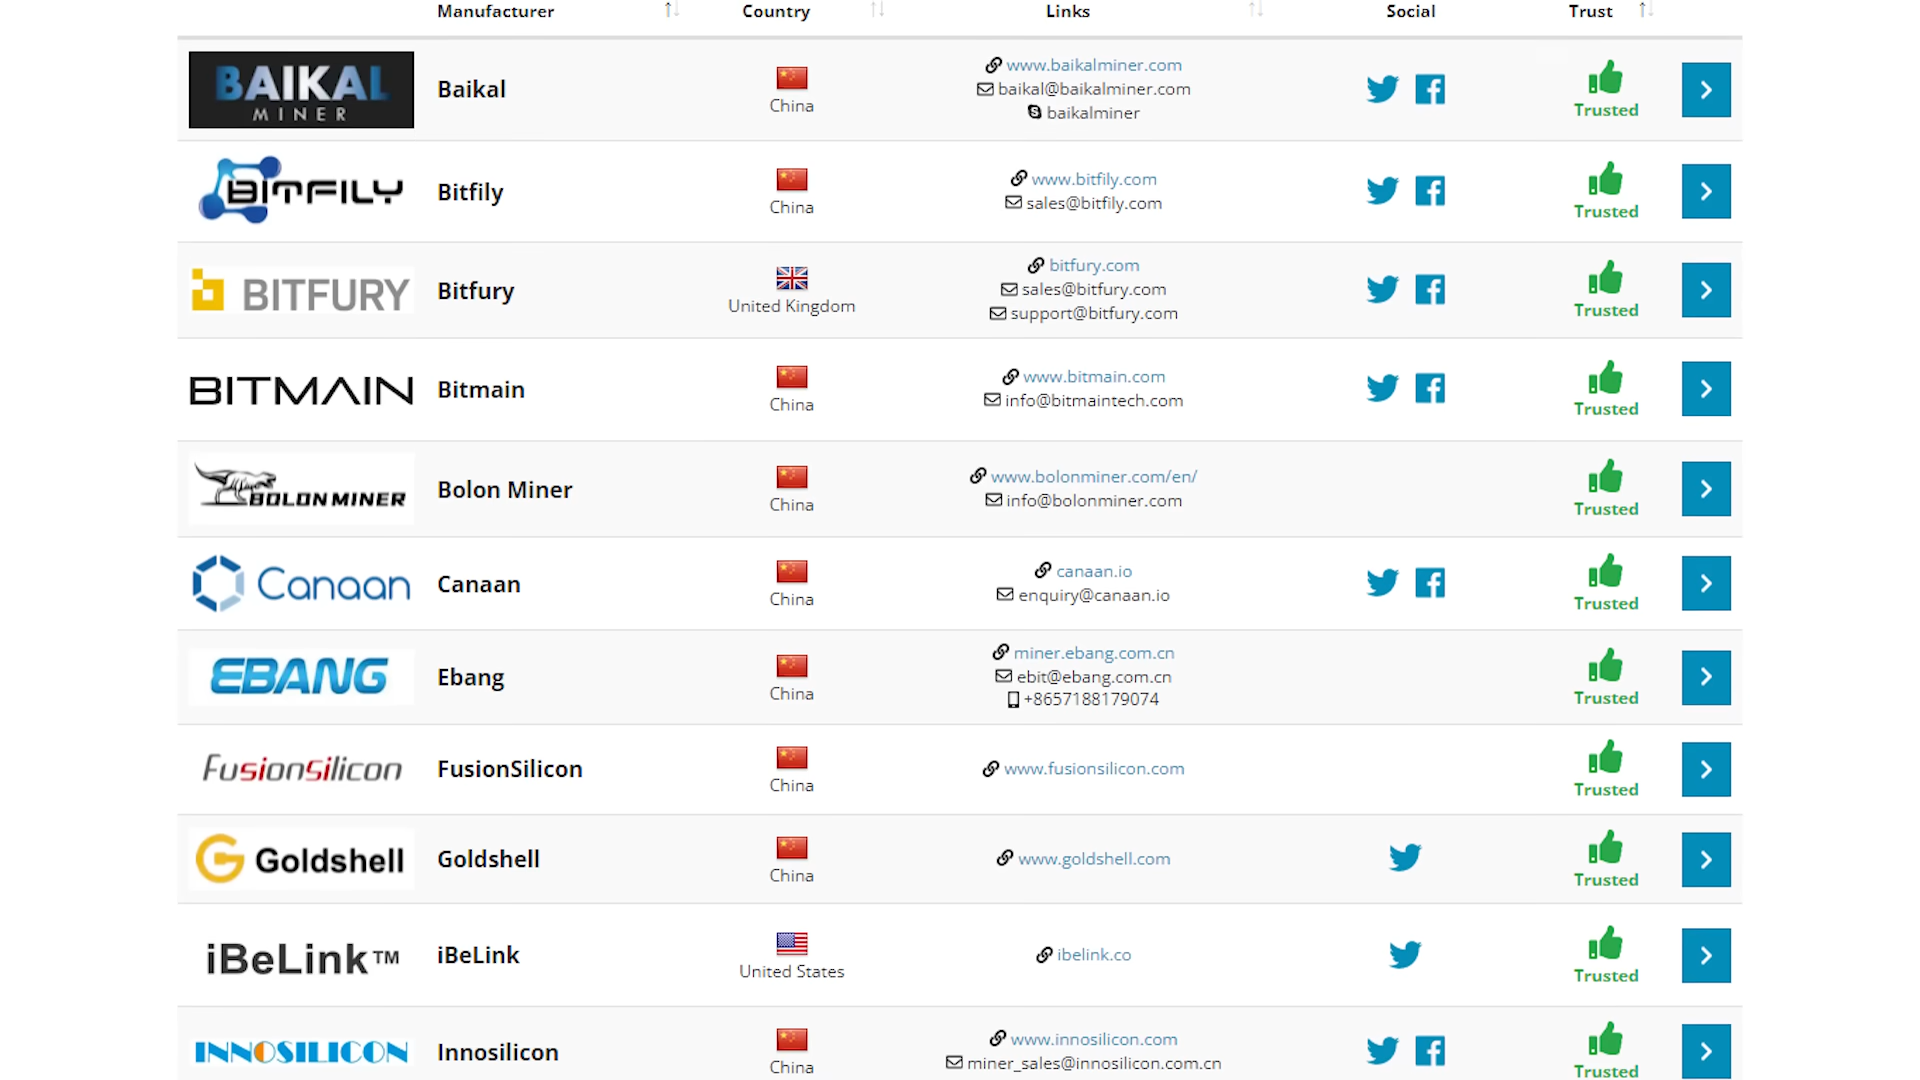 Manufacturer Country Links Social Trust
BAIKAL
MINER
Baikal
China
www.baikalminer.com
baikal@baikalminer.com
baikalminer
Trusted
BITFILY
Bitfily
China
www.bitfily.com
sales@bitfily.com
Trusted
BITFURY
Bitfury
United Kingdom
bitfury.com
sales@bitfury.com
support@bitfury.com
Trusted
BITMAIN
Bitmain
China
www.bitmain.com
info@bitmaintech.com
Trusted
BOLONMINER
Bolon Miner
China
www.bolonminer.com/en/
info@bolonminer.com
Trusted
Canaan
Canaan
China
canaan.io
enquiry@canaan.io
Trusted
EBANG
Ebang
China
miner.ebang.com.cn
ebit@ebang.com.cn
+8657188179074
Trusted
FusionSilicon
FusionSilicon
China
www.fusionsilicon.com
Trusted
Goldshell
Goldshell
China
www.goldshell.com
Trusted
iBeLink™
iBeLink
United States
ibelink.co
Trusted
INNOSILICON
Innosilicon
China
www.innosilicon.com
miner_sales@innosilicon.com.cn
Trusted